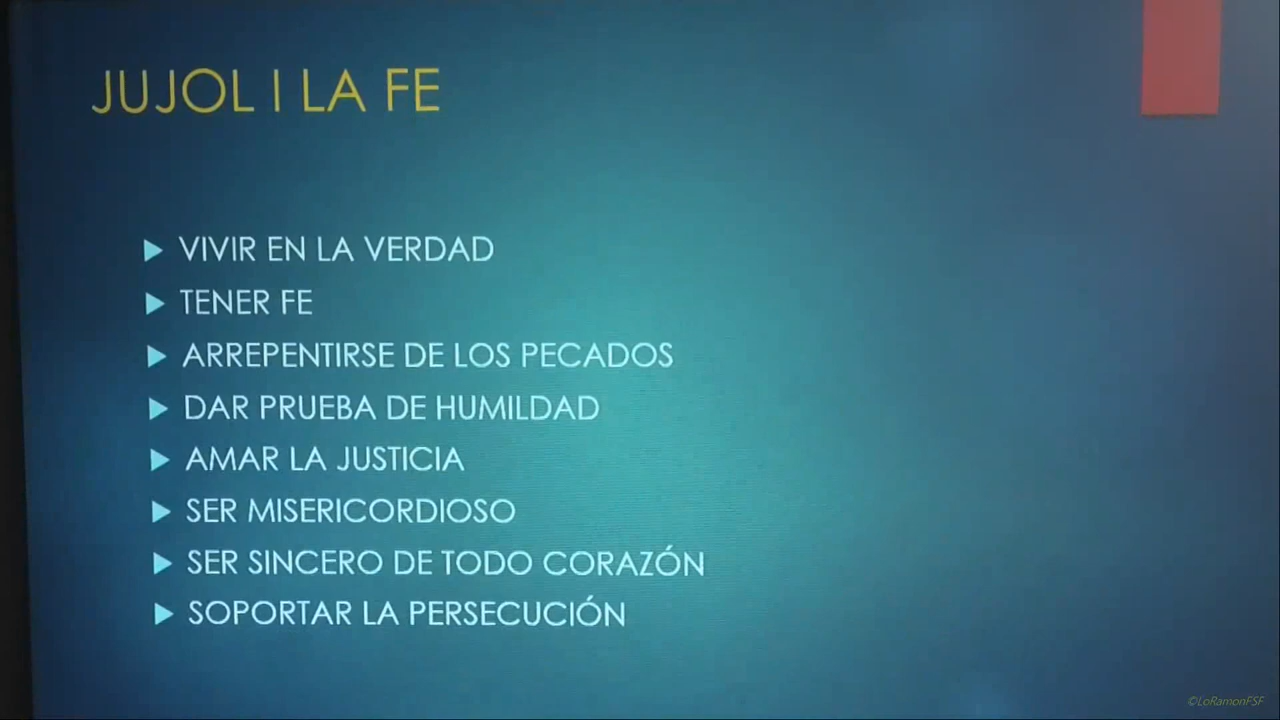 JUJOL I LA FE
VIVIR EN LA VERDAD
TENER FE
ARREPENTIRSE DE LOS PECADOS
DAR PRUEBA DE HUMILDAD
AMAR LA JUSTICIA
SER MISERICORDIOSO
SER SINCERO DE TODO CORAZÓN
SOPORTAR LA PERSECUCIÓN
©LoRamonFSF